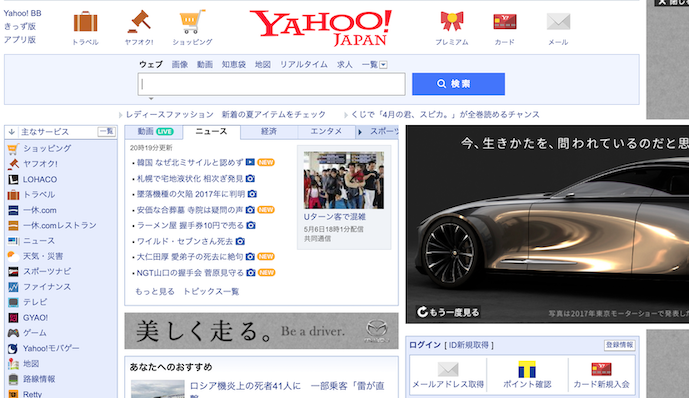 Yahoo! BB
きっず版
アプリ版
トラベル
ヤフオク!
ショッピング
YAHOO!
JAPAN
プレミアム
カード
メール
ウェブ 画像 動画 知恵袋 地図 リアルタイム 求人 一覧
検索
レディースファッション 新着の夏アイテムをチェック
くじで「4月の君、スピカ。」が全巻読めるチャンス
主なサービス 一覧
ショッピング
ヤフオク!
LOHACO
トラベル
一休.com
一休.comレストラン
ニュース
天気・災害
スポーツナビ
ファイナンス
テレビ
GYAO!
ゲーム
Yahoo!モバゲー
地図
路線情報
Retty
動画 LIVE ニュース 経済 エンタメ スポーツ
20時19分更新
韓国 なぜ北ミサイルと認めず NEW
札幌で宅地液状化 相次ぎ発見
墜落機種の欠陥 2017年に判明
安価な合葬墓 寺院は疑問の声 NEW
ラーメン屋 握手券10円で売る
ワイルド・セブンさん死去
大仁田厚 愛弟子の死去に絶句 NEW
NGT山口の握手会 菅原見守る NEW
もっと見る トピックス一覧
Uターン客で混雑
5月6日18時1分配信
共同通信
美しく走る。 Be a driver.
あなたへのおすすめ
ロシア機炎上の死者41人に 一部乗客「雷が直
今、生きかたを、問われているのだと思
もう一度見る
写真は2017年東京モーターショーで発表した
ログイン [ ID新規取得 ]
登録情報
メールアドレス取得
ポイント確認
カード新規入会